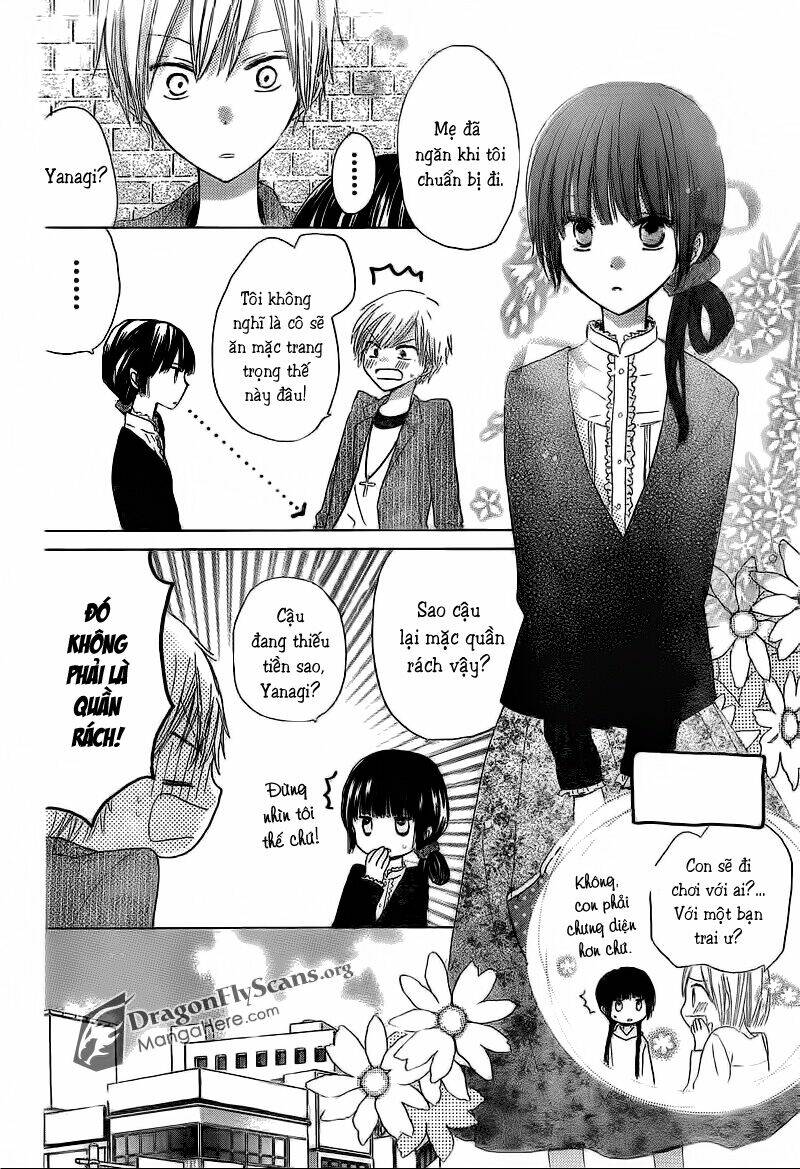 Mẹ đã
ngăn khi tôi
chuẩn bị đi.
Yanagi?
Tôi không
nghĩ là cô sẽ
ăn mặc trang
trọng thế
này đâu!
Con sẽ đi
chơi với ai?...
Với một bạn
trai ư?
Không,
con phải
chưng diện
hơn chứ.
Sao cậu
lại mặc quần
rách vậy?
Cậu
đang thiếu
tiền sao,
Yanagi?
Đừng
nhìn tôi
thế chứ!
ĐÓ
KHÔNG
PHẢI LÀ
QUẦN
RÁCH!
DragonFlyScans.org
MangaHere.com